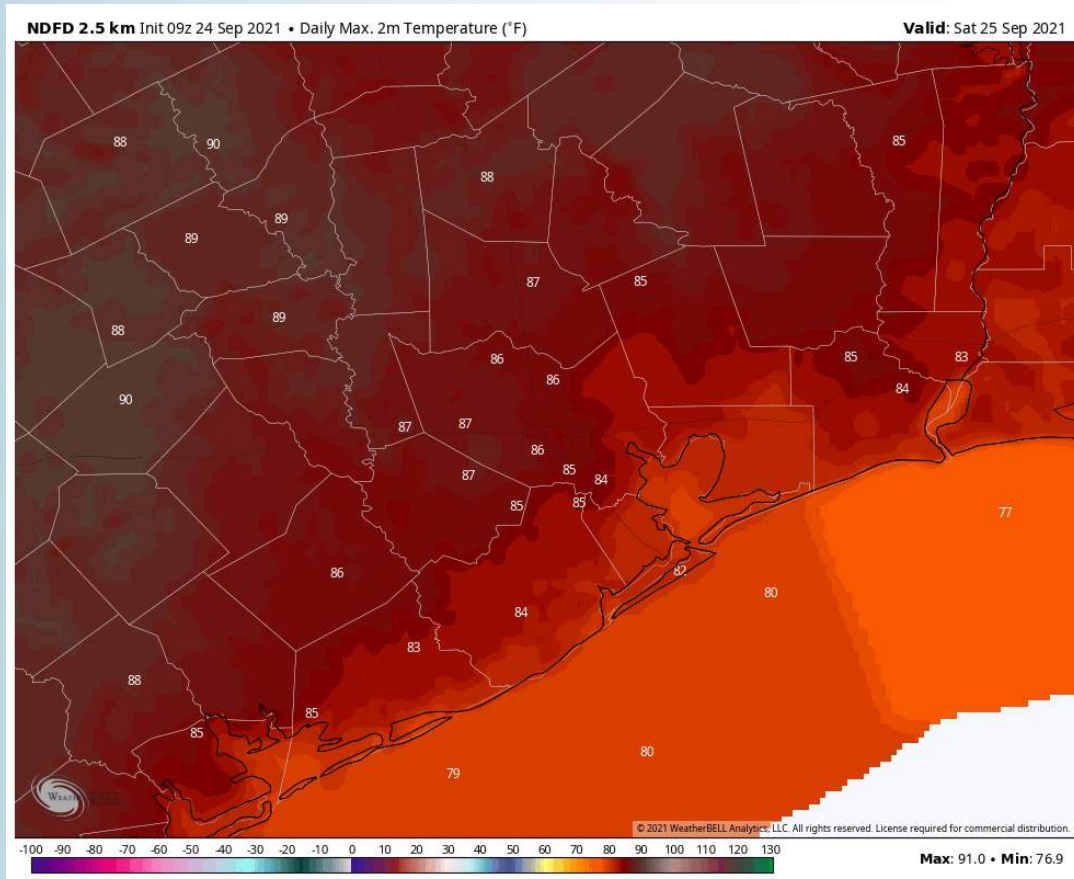 NDFD 2.5 km Init 09z 24 Sep 2021 • Daily Max. 2m Temperature (°F) Valid: Sat 25 Sep 2021
88 90 85
88
89 89
87 85
89
88
86 85 83
86 84
90
87 87
86
87 85 84
85 85
77
86 82
80
84
83
88
85
85
80
79
© 2021 WeatherBELL Analytics, LLC. All rights reserved. License required for commercial distribution.
-100 -90 -80 -70 -60 -50 -40 -30 -20 -10 0 10 20 30 40 50 60 70 80 90 100 110 120 130
Max: 91.0 • Min: 76.9